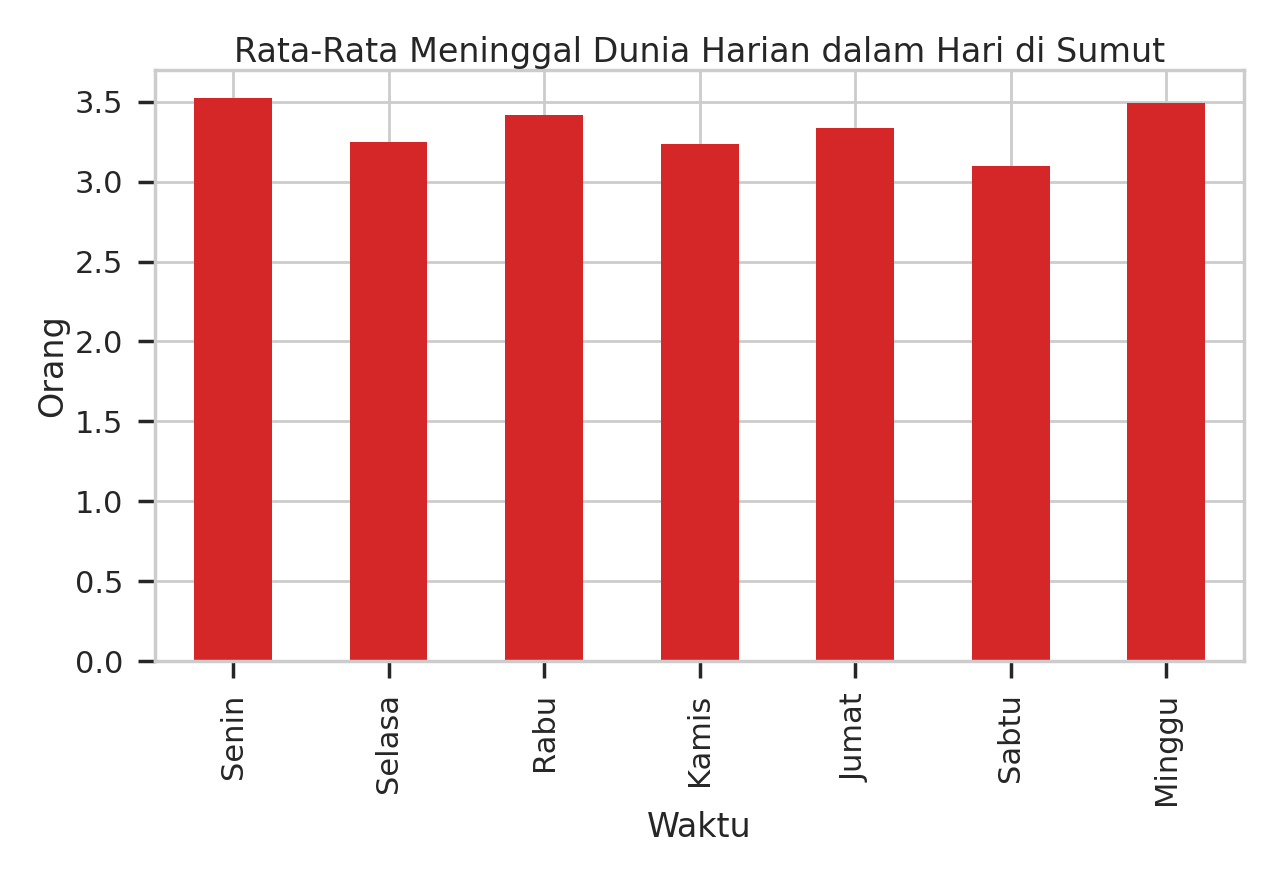 Rata-Rata Meninggal Dunia Harian dalam Hari di Sumut
3.5
3.0
2.5
2.0
1.5
1.0
0.5
0.0
Orang
Senin
Selasa
Rabu
Kamis
Jumat
Sabtu
Minggu
Waktu